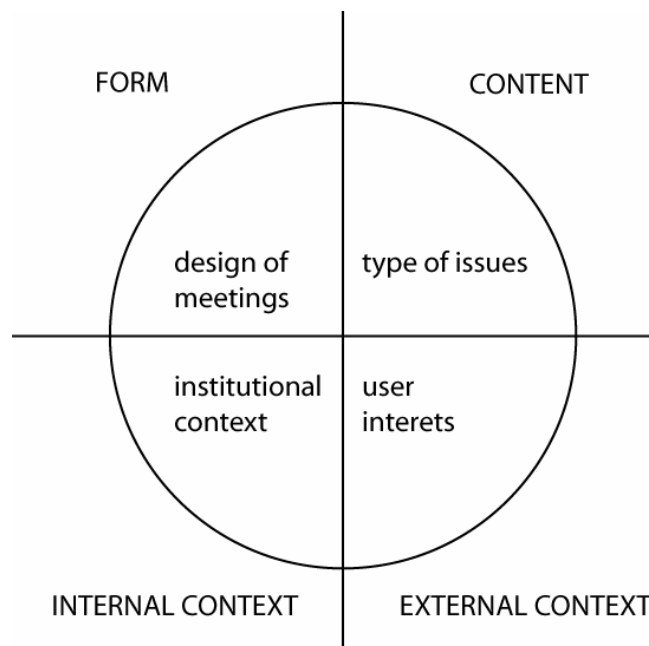 FORM
CONTENT
design of
meetings
type of issues
institutional
context
user
interets
INTERNAL CONTEXT
EXTERNAL CONTEXT